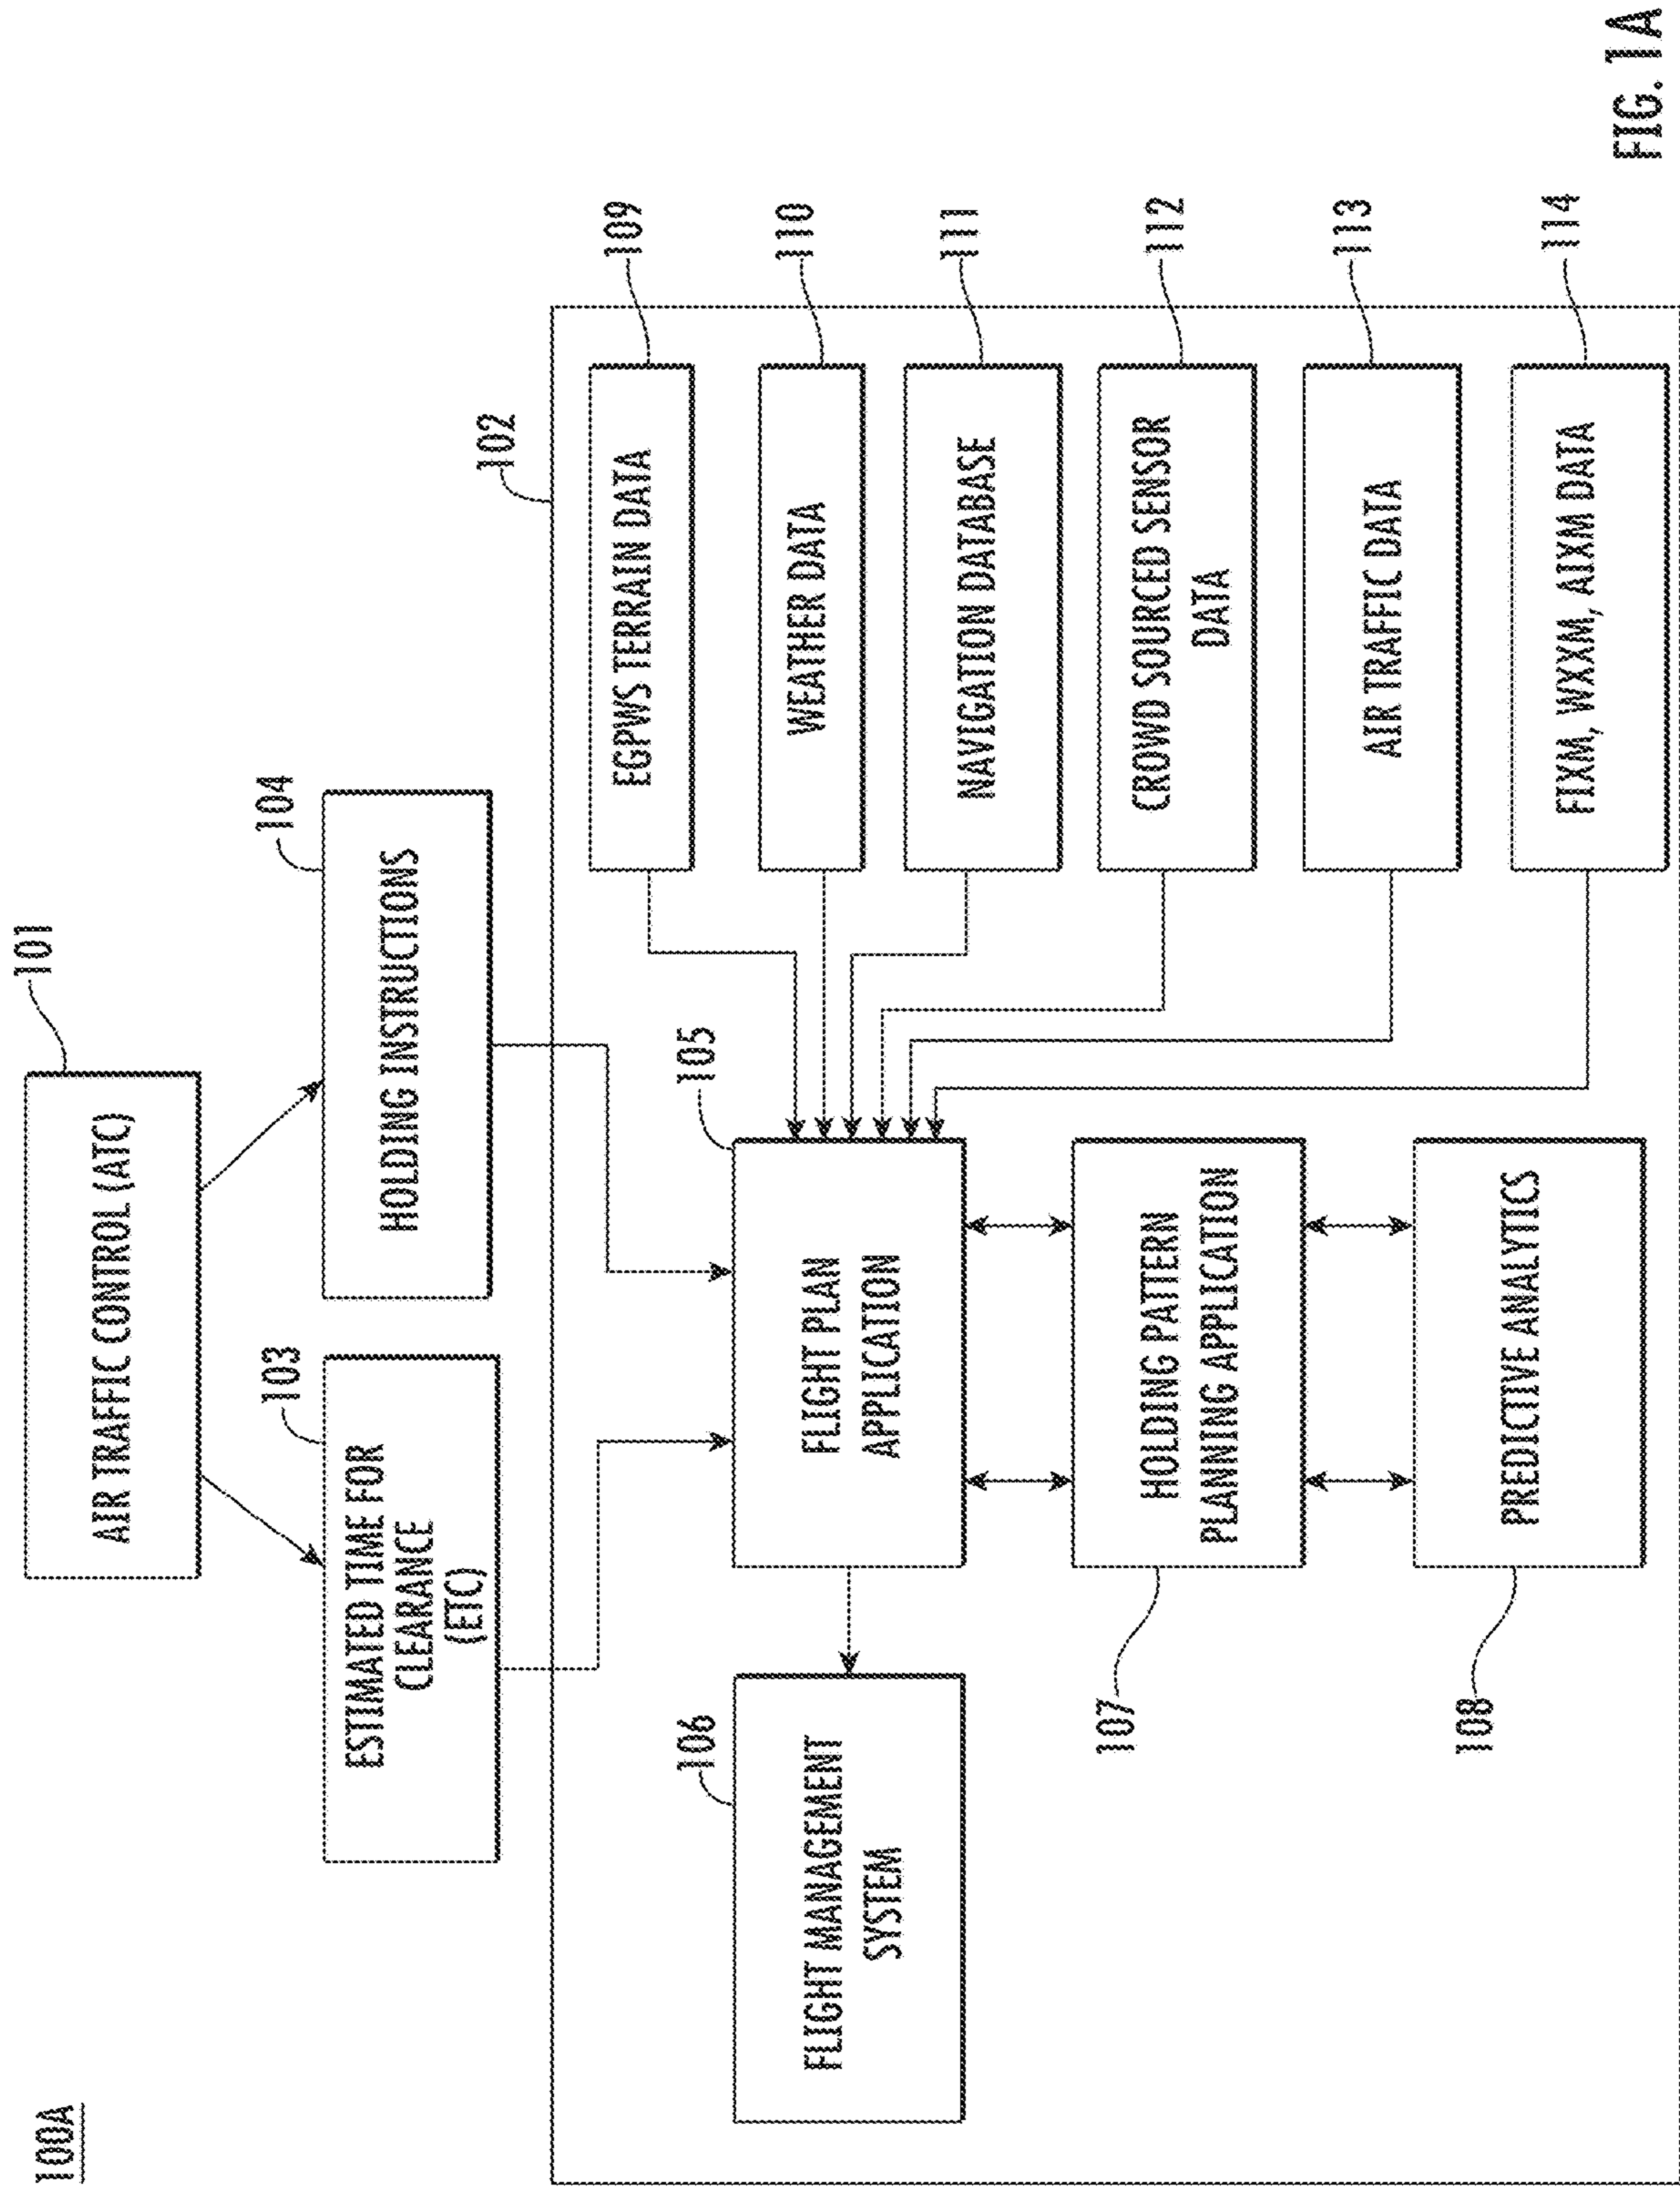 100A
101
AIR TRAFFIC CONTROL (ATC)
103
ESTIMATED TIME FOR
CLEARANCE
(ETC)
104
HOLDING INSTRUCTIONS
102
106
FLIGHT MANAGEMENT
SYSTEM
105
FLIGHT PLAN
APPLICATION
107
HOLDING PATTERN
PLANNING APPLICATION
108
PREDICTIVE ANALYTICS
EGPWS TERRAIN DATA
109
WEATHER DATA
110
NAVIGATION DATABASE
111
CROWD SOURCED SENSOR
DATA
112
AIR TRAFFIC DATA
113
FIXM, WXXM, AIXM DATA
114
FIG. 1A